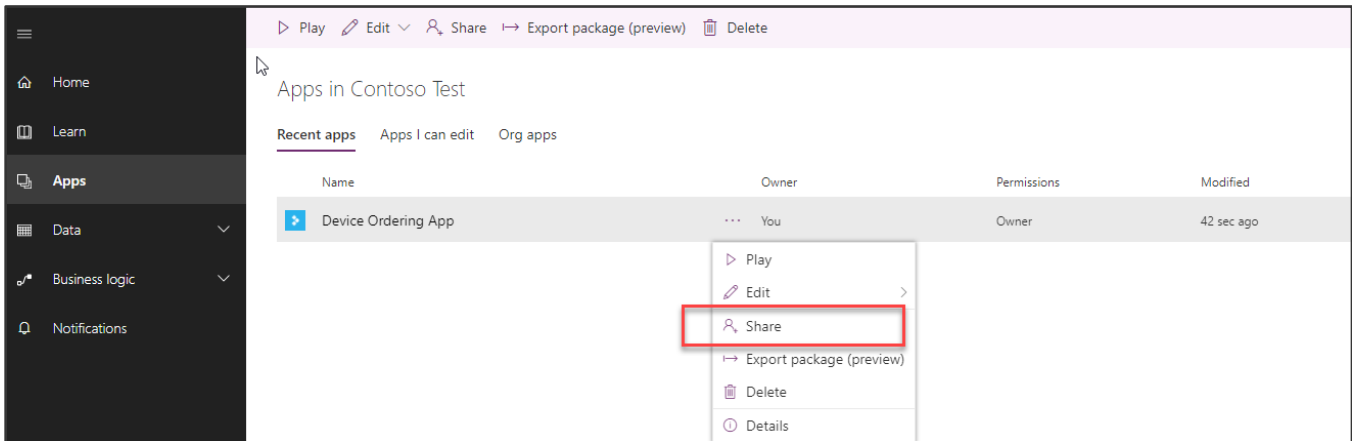 Play Edit Share Export package (preview) Delete
Home
Learn
Apps
Data
Business logic
Notifications
Apps in Contoso Test
Recent apps Apps I can edit Org apps
Name Owner Permissions Modified
Device Ordering App ... You Owner 42 sec ago
Play
Edit
Share
Export package (preview)
Delete
Details